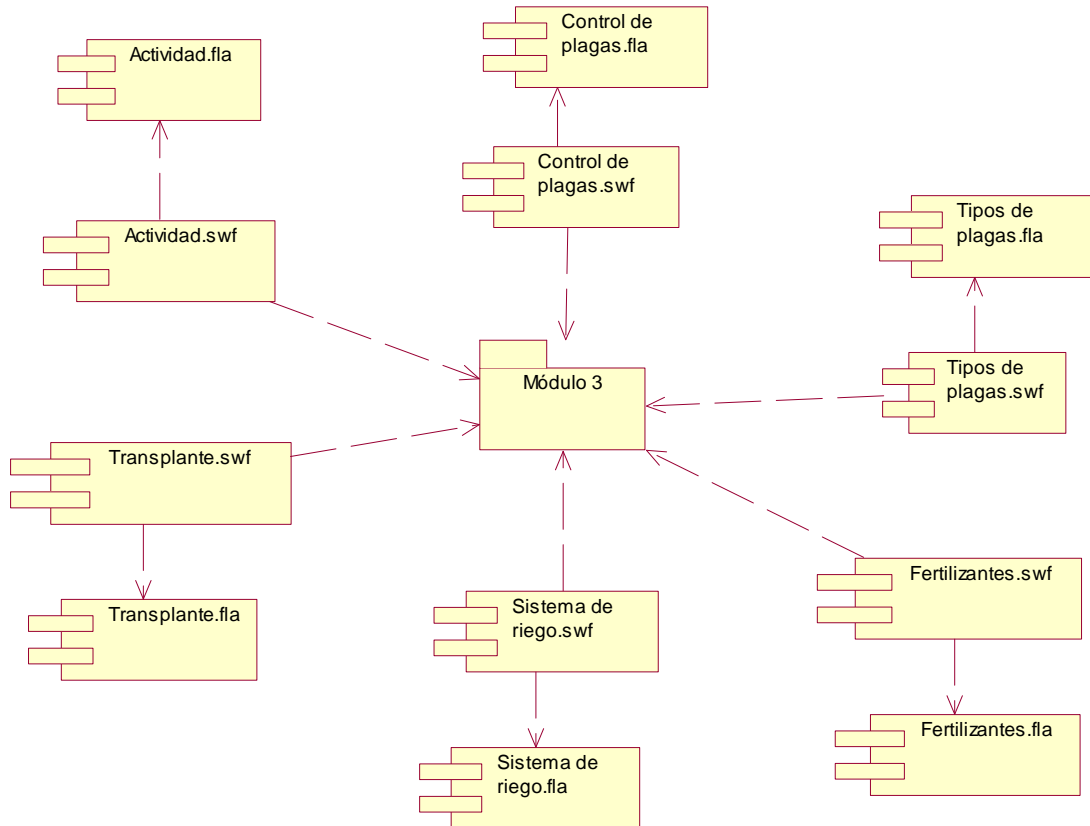 Control de
plagas.fla
Actividad.fla
Control de
plagas.swf
Tipos de
plagas.fla
Actividad.swf
Módulo 3
Tipos de
plagas.swf
Transplante.swf
Fertilizantes.swf
Transplante.fla
Sistema de
riego.swf
Fertilizantes.fla
Sistema de
riego.fla